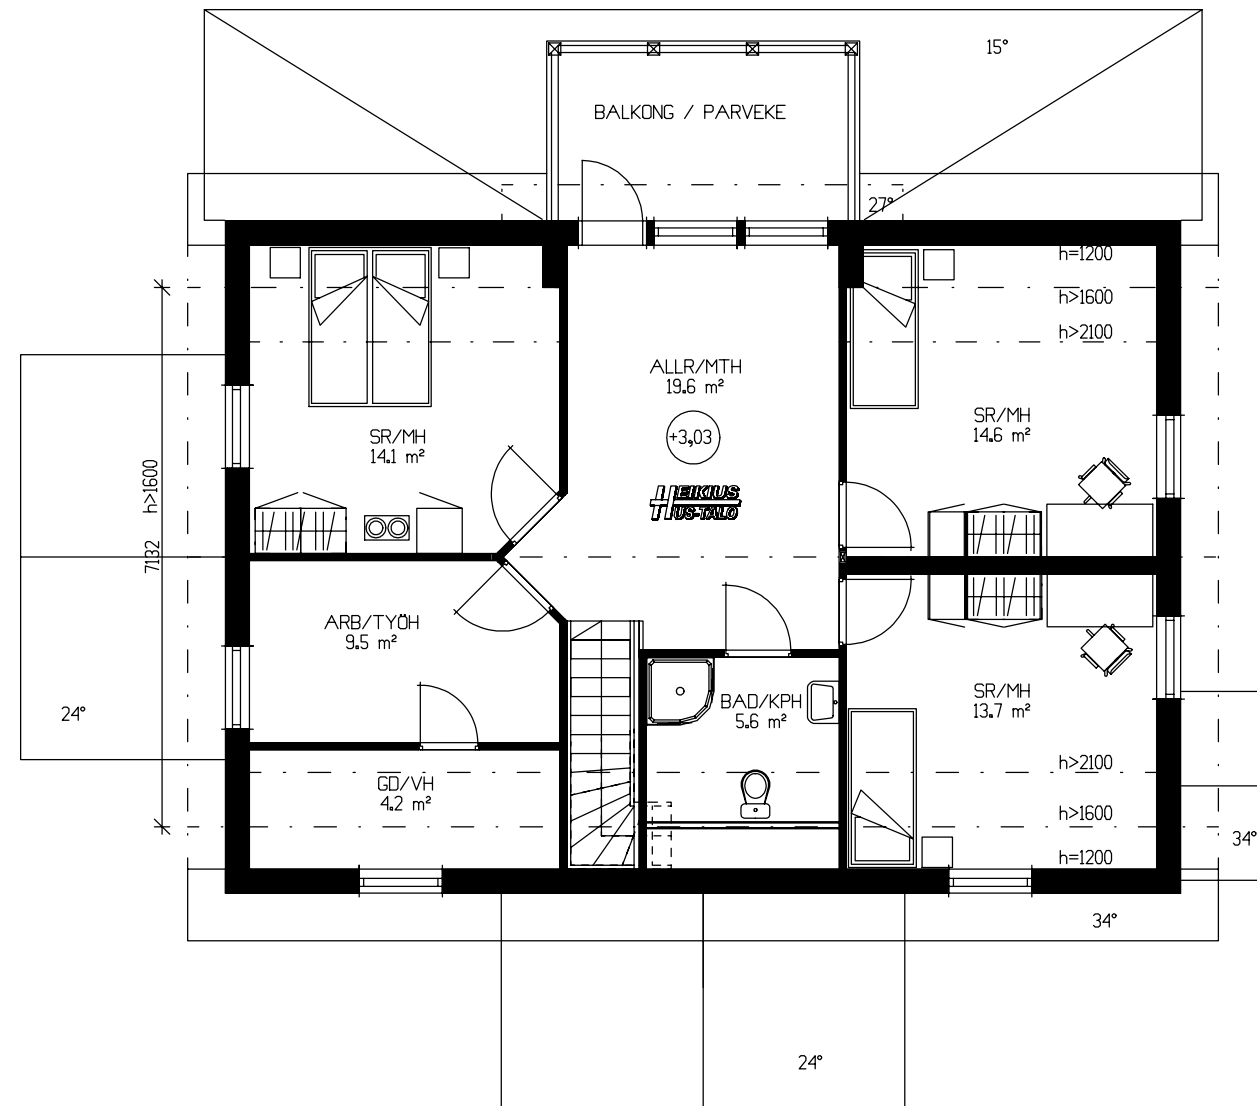 15°
BALKONG / PARVEKE
27°
h=1200
h>1600
h>2100
ALLR/MTH
19.6 m²
+3,03
HEIKIUS
HUS-TALO
SR/MH
14.1 m²
SR/MH
14.6 m²
h>1600
7132
ARB/TYÖH
9.5 m²
BAD/KPH
5.6 m²
SR/MH
13.7 m²
24°
GD/VH
4.2 m²
h>2100
h>1600
h=1200
34°
34°
24°